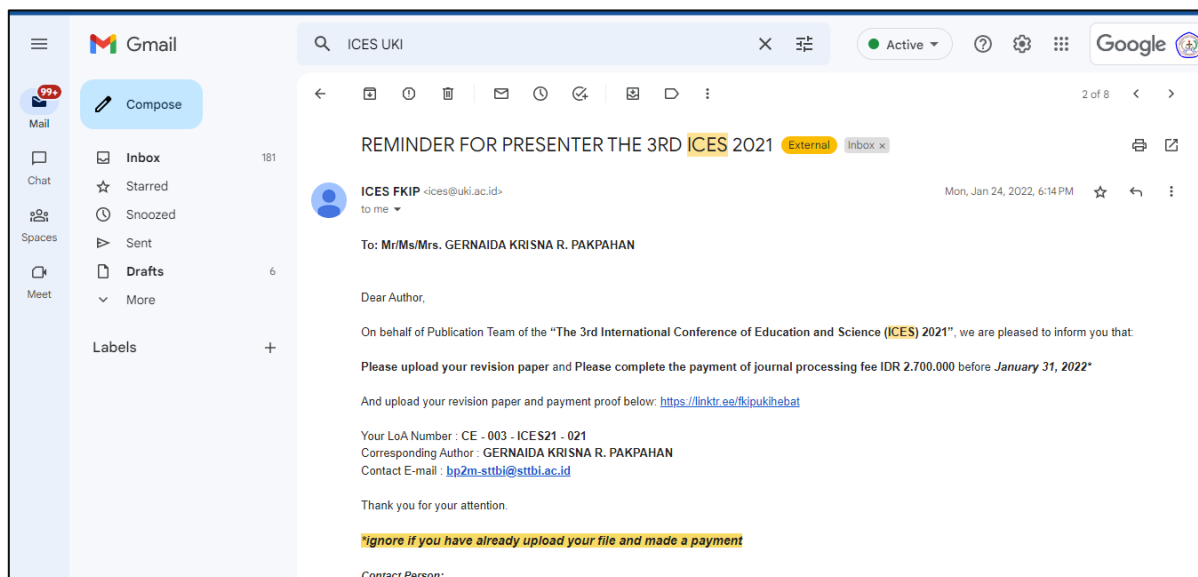 Gmail
ICES UKI
Active
Google
99+
Mail
Compose
2 of 8
Inbox 181
Chat
Starred
Snoozed
Spaces
Sent
Drafts 6
Meet
More
Labels
REMINDER FOR PRESENTER THE 3RD ICES 2021 External Inbox x
ICES FKIP <ices@uki.ac.id> Mon, Jan 24, 2022, 6:14 PM
to me
To: Mr/Ms/Mrs. GERNAIDA KRISNA R. PAKPAHAN
Dear Author,
On behalf of Publication Team of the “The 3rd International Conference of Education and Science (ICES) 2021”, we are pleased to inform you that:
Please upload your revision paper and Please complete the payment of journal processing fee IDR 2.700.000 before January 31, 2022*
And upload your revision paper and payment proof below: https://linktr.ee/fkipukihebat
Your LoA Number : CE - 003 - ICES21 - 021
Corresponding Author : GERNAIDA KRISNA R. PAKPAHAN
Contact E-mail : bp2m-sttbi@sttbi.ac.id
Thank you for your attention.
*ignore if you have already upload your file and made a payment
Contact Person: